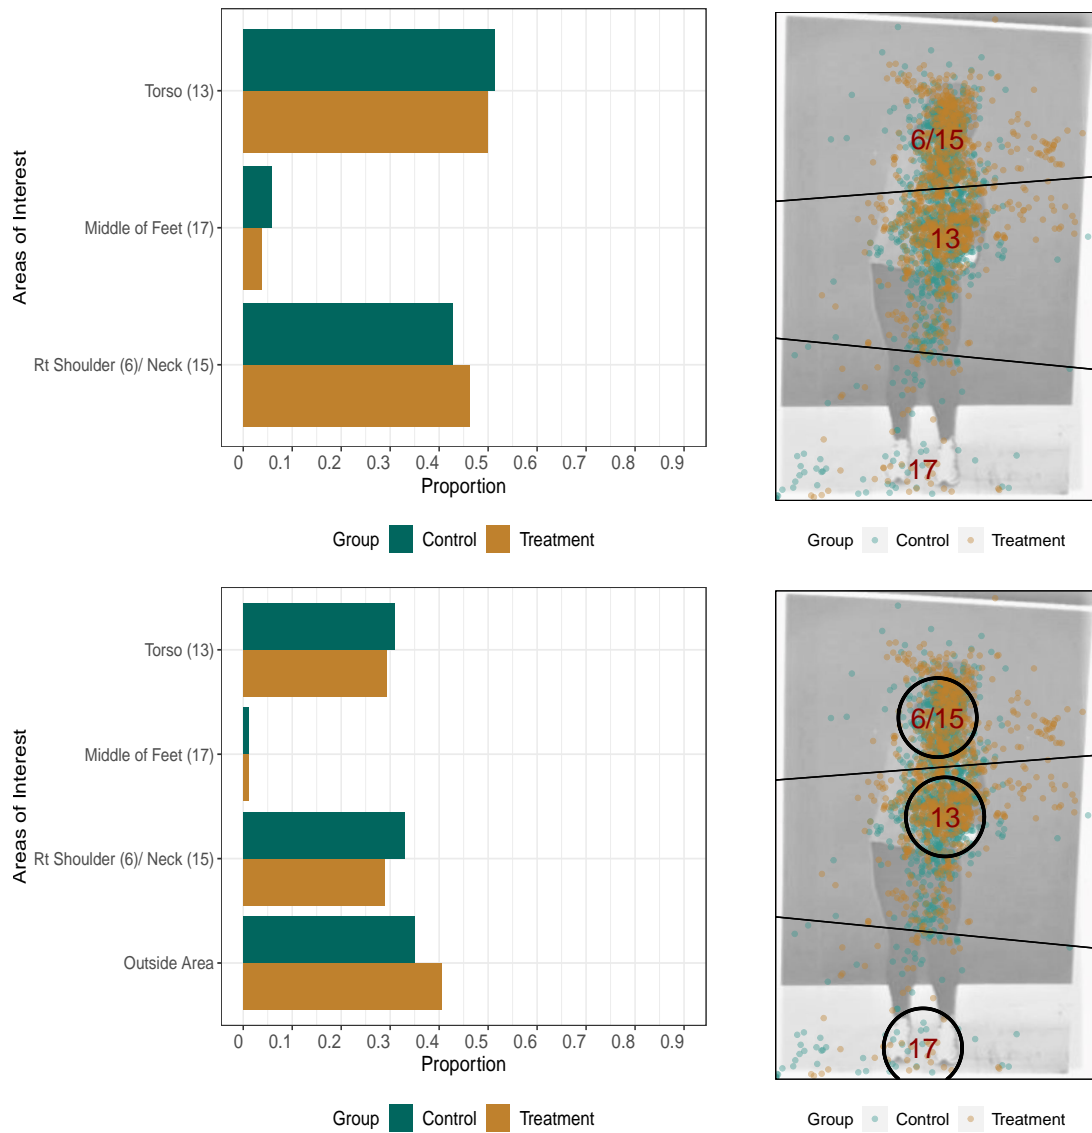 Areas of Interest
Torso (13)
Middle of Feet (17)
Rt Shoulder (6)/ Neck (15)
0 0.1 0.2 0.3 0.4 0.5 0.6 0.7 0.8 0.9
Proportion
Group Control Treatment
6/15
13
17
Group Control Treatment
Areas of Interest
Torso (13)
Middle of Feet (17)
Rt Shoulder (6)/ Neck (15)
Outside Area
0 0.1 0.2 0.3 0.4 0.5 0.6 0.7 0.8 0.9
Proportion
Group Control Treatment
6/15
13
17
Group Control Treatment